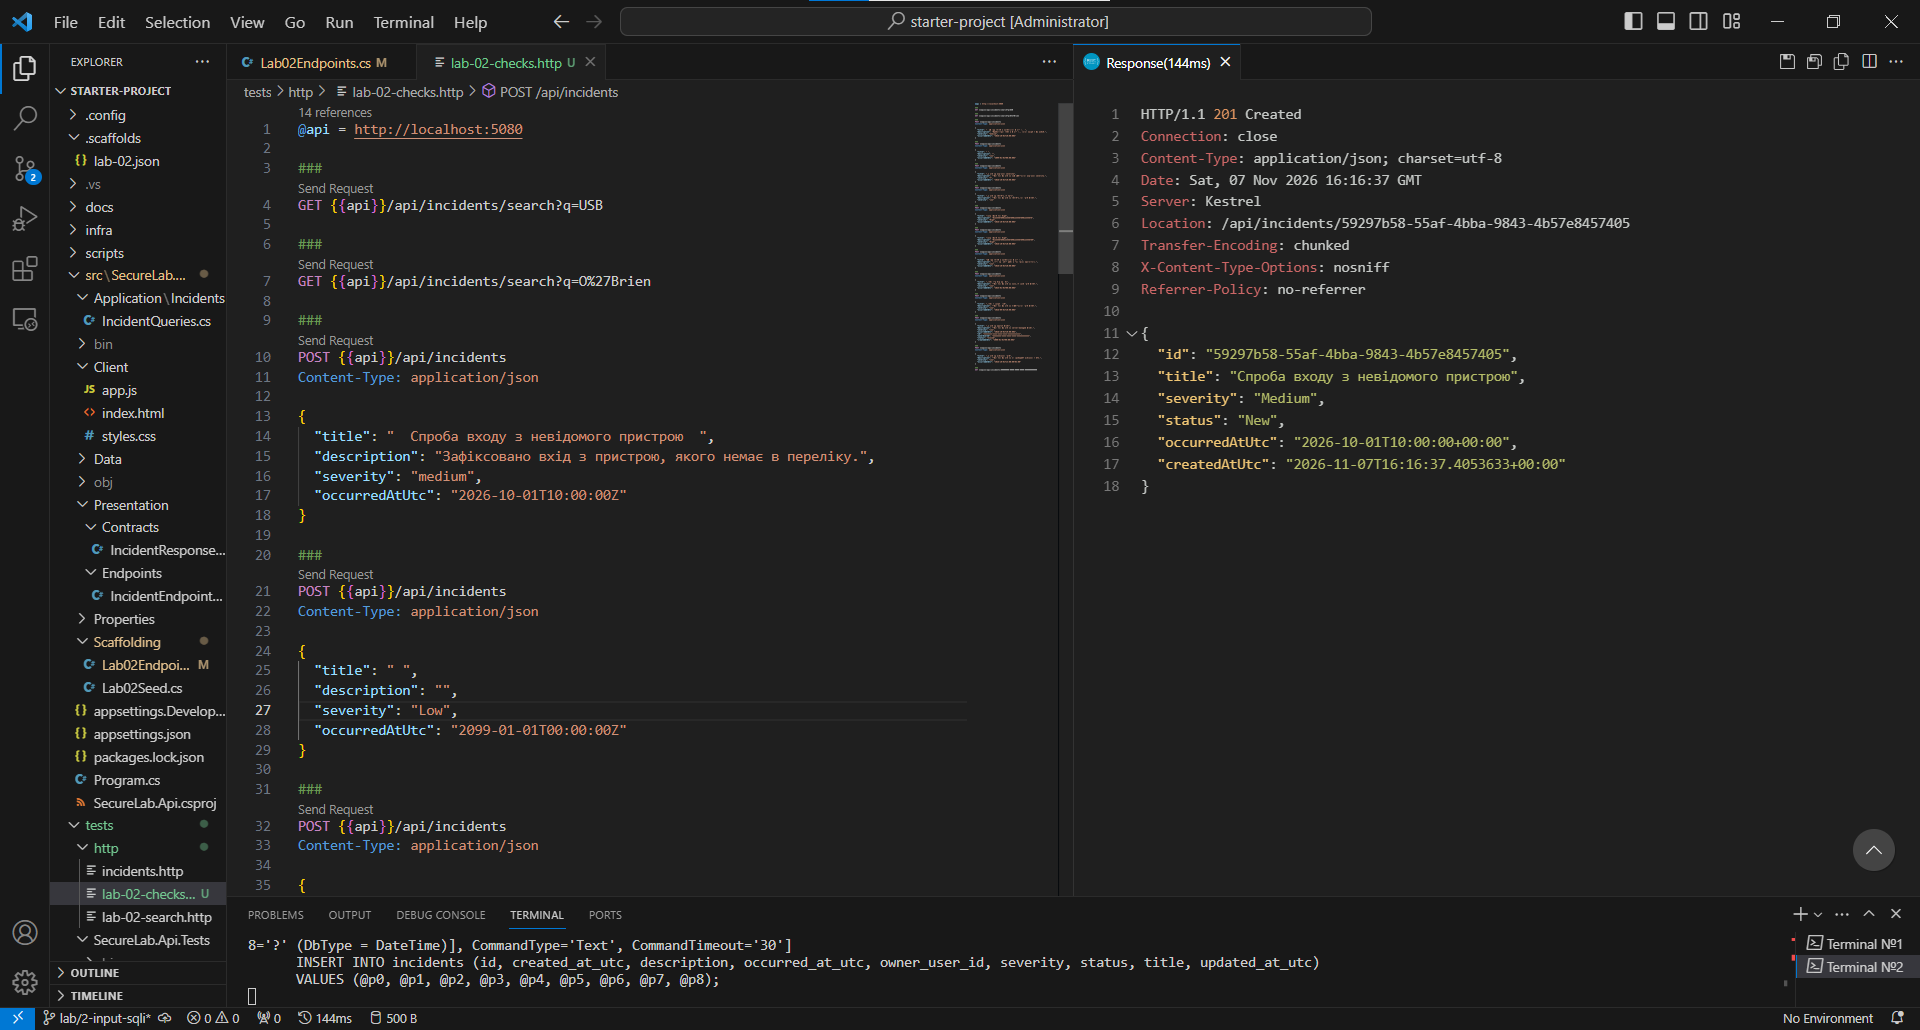 File Edit Selection View Go Run Terminal Help
starter-project [Administrator]
EXPLORER
STARTER-PROJECT
.config
.scaffolds
{} lab-02.json
.vs
docs
infra
scripts
src\SecureLab....
Application\Incidents
C# IncidentQueries.cs
bin
Client
JS app.js
<> index.html
# styles.css
Data
obj
Presentation
Contracts
C# IncidentResponse...
Endpoints
C# IncidentEndpoint...
Properties
Scaffolding
C# Lab02Endpoi... M
C# Lab02Seed.cs
{} appsettings.Develop...
{} appsettings.json
{} packages.lock.json
C# Program.cs
SecureLab.Api.csproj
tests
http
incidents.http
lab-02-checks... U
lab-02-search.http
SecureLab.Api.Tests
OUTLINE
TIMELINE
2
C# Lab02Endpoints.cs M
lab-02-checks.http U
tests > http > lab-02-checks.http > POST /api/incidents
14 references
1 @api = http://localhost:5080
2
3 ###
Send Request
4 GET {{api}}/api/incidents/search?q=USB
5
6 ###
Send Request
7 GET {{api}}/api/incidents/search?q=O%27Brien
8
9 ###
Send Request
10 POST {{api}}/api/incidents
11 Content-Type: application/json
12
13 {
14 "title": "  Спроба входу з невідомого пристрою  ",
15 "description": "Зафіксовано вхід з пристрою, якого немає в переліку.",
16 "severity": "medium",
17 "occurredAtUtc": "2026-10-01T10:00:00Z"
18 }
19
20 ###
Send Request
21 POST {{api}}/api/incidents
22 Content-Type: application/json
23
24 {
25 "title": " ",
26 "description": "",
27 "severity": "Low",
28 "occurredAtUtc": "2099-01-01T00:00:00Z"
29 }
30
31 ###
Send Request
32 POST {{api}}/api/incidents
33 Content-Type: application/json
34
35 {
Response(144ms)
1 HTTP/1.1 201 Created
2 Connection: close
3 Content-Type: application/json; charset=utf-8
4 Date: Sat, 07 Nov 2026 16:16:37 GMT
5 Server: Kestrel
6 Location: /api/incidents/59297b58-55af-4bba-9843-4b57e8457405
7 Transfer-Encoding: chunked
8 X-Content-Type-Options: nosniff
9 Referrer-Policy: no-referrer
10
11 {
12 "id": "59297b58-55af-4bba-9843-4b57e8457405",
13 "title": "Спроба входу з невідомого пристрою",
14 "severity": "Medium",
15 "status": "New",
16 "occurredAtUtc": "2026-10-01T10:00:00+00:00",
17 "createdAtUtc": "2026-11-07T16:16:37.4053633+00:00"
18 }
PROBLEMS OUTPUT DEBUG CONSOLE TERMINAL PORTS
8='?' (DbType = DateTime)], CommandType='Text', CommandTimeout='30']
INSERT INTO incidents (id, created_at_utc, description, occurred_at_utc, owner_user_id, severity, status, title, updated_at_utc)
VALUES (@p0, @p1, @p2, @p3, @p4, @p5, @p6, @p7, @p8);
Terminal №1
Terminal №2
lab/2-input-sqli* 0 0 0 144ms 500 B
No Environment